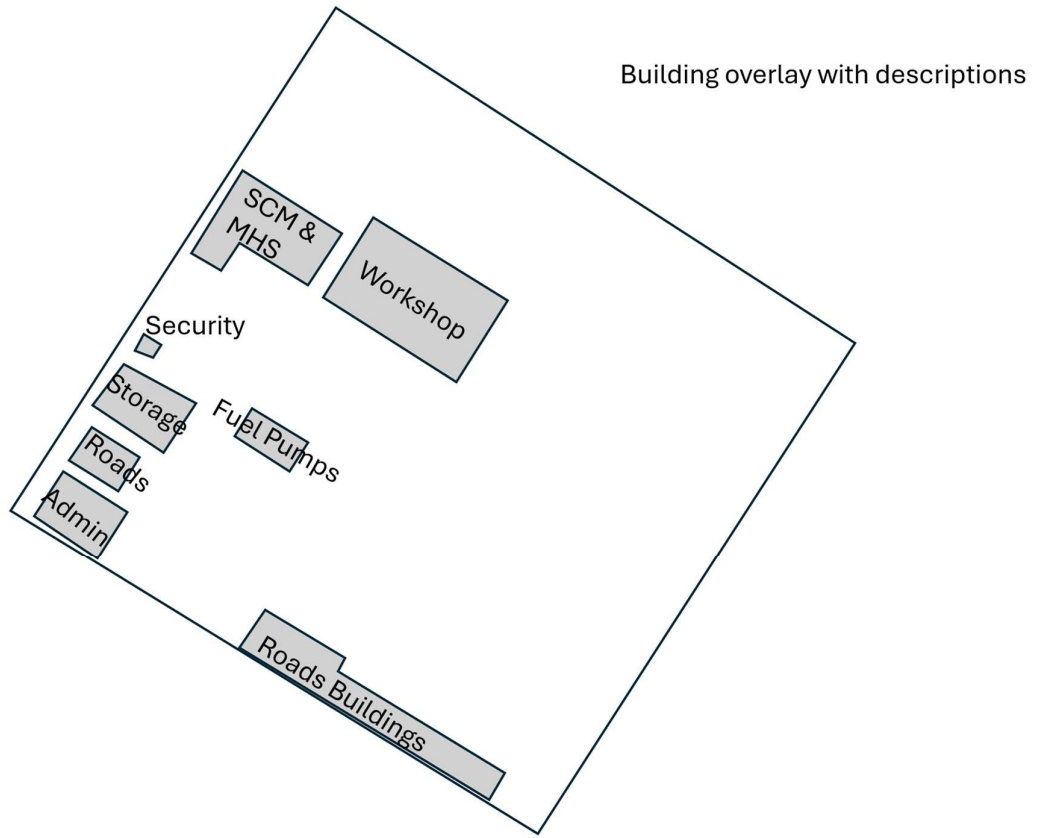 Building overlay with descriptions
SCM &
MHS
Workshop
Security
Storage
Fuel Pumps
Roads
Admin
Roads Buildings